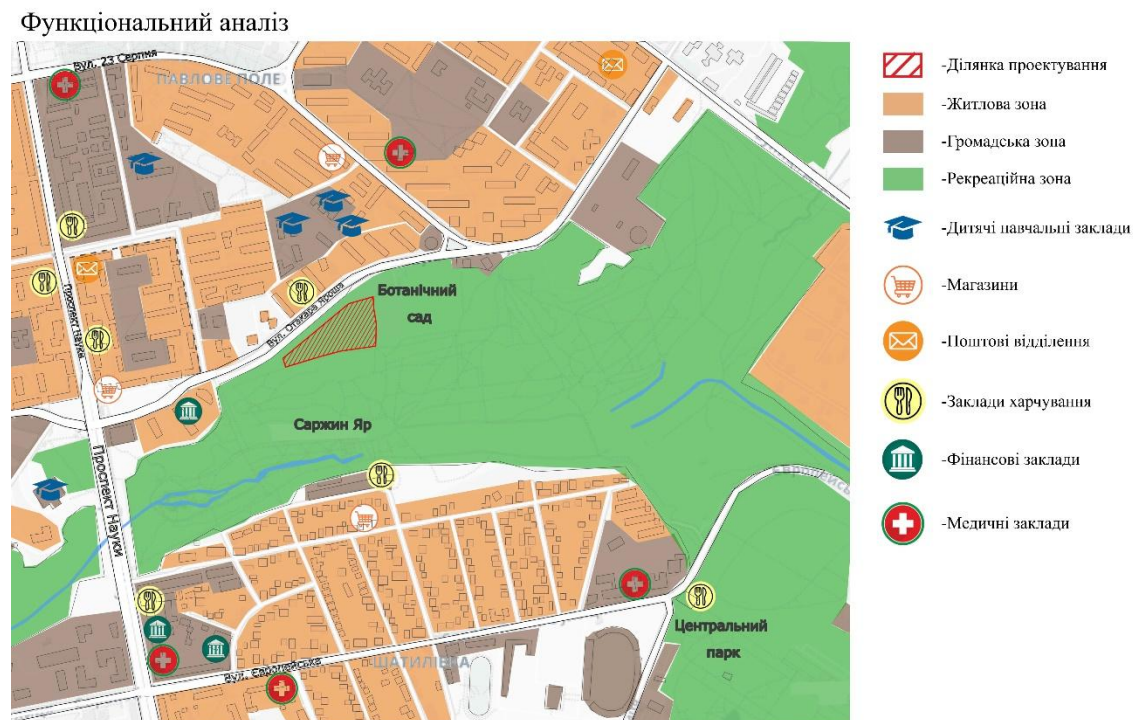 Функціональний аналіз
Вул. 23 Серпня
ПАВЛОВЕ ПОЛЕ
Проспект Науки
Вул. Отакара Яроша
Ботанічний
сад
Саржин Яр
Проспект Науки
Центральний
парк
ШАТИЛІВКА
Вул. Європейська
-Ділянка проектування
-Житлова зона
-Громадська зона
-Рекреаційна зона
-Дитячі навчальні заклади
-Магазини
-Поштові відділення
-Заклади харчування
-Фінансові заклади
-Медичні заклади